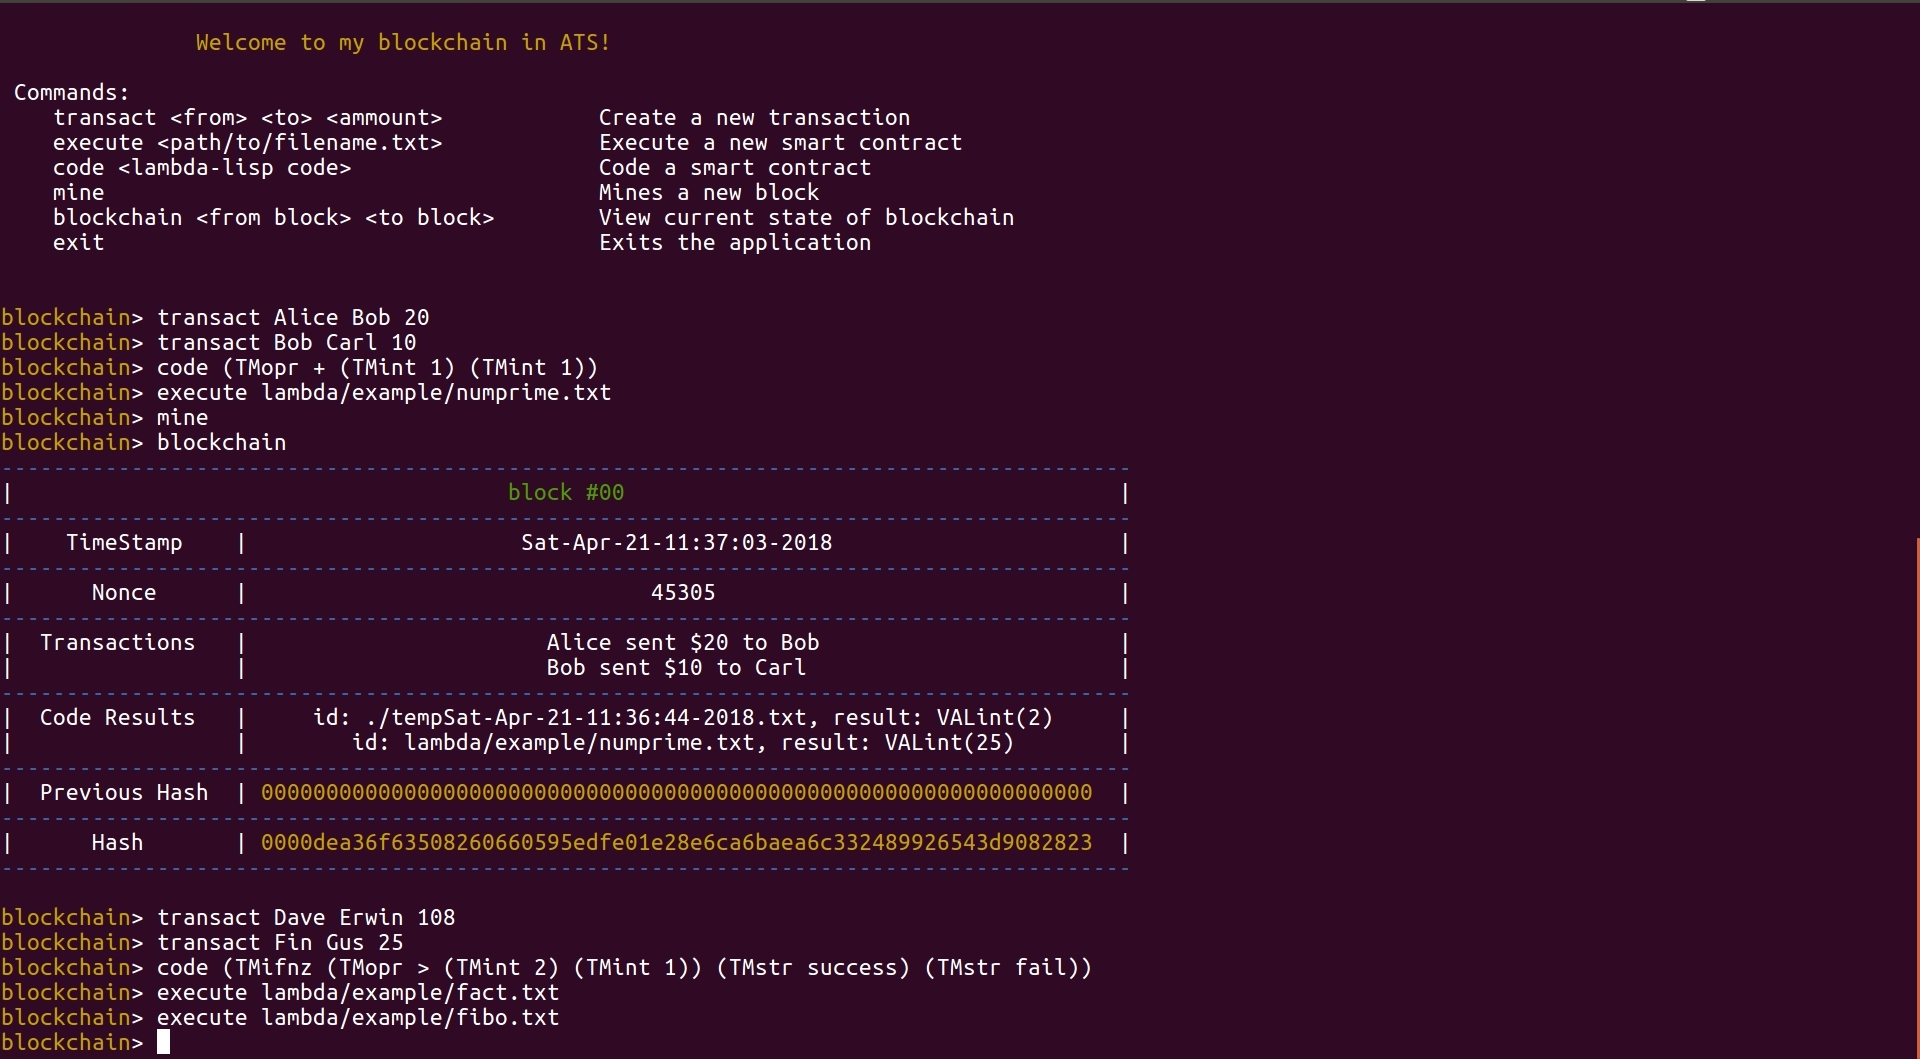 Welcome to my blockchain in ATS!
Commands:
transact <from> <to> <ammount> Create a new transaction
execute <path/to/filename.txt> Execute a new smart contract
code <lambda-lisp code> Code a smart contract
mine Mines a new block
blockchain <from block> <to block> View current state of blockchain
exit Exits the application
blockchain> transact Alice Bob 20
blockchain> transact Bob Carl 10
blockchain> code (TMopr + (TMint 1) (TMint 1))
blockchain> execute lambda/example/numprime.txt
blockchain> mine
blockchain> blockchain
| block #00 |
| TimeStamp | Sat-Apr-21-11:37:03-2018 |
| Nonce | 45305 |
| Transactions | Alice sent $20 to Bob |
| | Bob sent $10 to Carl |
| Code Results | id: ./tempSat-Apr-21-11:36:44-2018.txt, result: VALint(2) |
| | id: lambda/example/numprime.txt, result: VALint(25) |
| Previous Hash | 0000000000000000000000000000000000000000000000000000000000000000 |
| Hash | 0000dea36f63508260660595edfe01e28e6ca6baea6c332489926543d9082823 |
blockchain> transact Dave Erwin 108
blockchain> transact Fin Gus 25
blockchain> code (TMifnz (TMopr > (TMint 2) (TMint 1)) (TMstr success) (TMstr fail))
blockchain> execute lambda/example/fact.txt
blockchain> execute lambda/example/fibo.txt
blockchain>